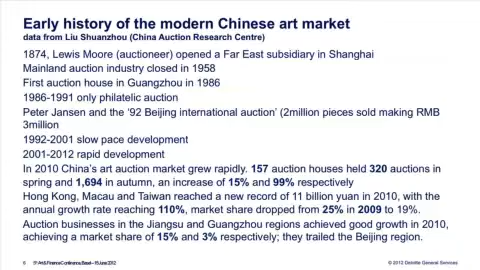 Early history of the modern Chinese art market
data from Liu Shuanzhou (China Auction Research Centre)
1874, Lewis Moore (auctioneer) opened a Far East subsidiary in Shanghai
Mainland auction industry closed in 1958
First auction house in Guangzhou in 1986
1986-1991 only philatelic auction
Peter Jansen and the ‘92 Beijing international auction’ (2million pieces sold making RMB
3million
1992-2001 slow pace development
2001-2012 rapid development
In 2010 China’s art auction market grew rapidly. 157 auction houses held 320 auctions in
spring and 1,694 in autumn, an increase of 15% and 99% respectively
Hong Kong, Macau and Taiwan reached a new record of 11 billion yuan in 2010, with the
annual growth rate reaching 110%, market share dropped from 25% in 2009 to 19%.
Auction businesses in the Jiangsu and Guangzhou regions achieved good growth in 2010,
achieving a market share of 15% and 3% respectively; they trailed the Beijing region.
6 5th Art & Finance Conference, Basel – 15 June 2012 © 2012 Deloitte General Services